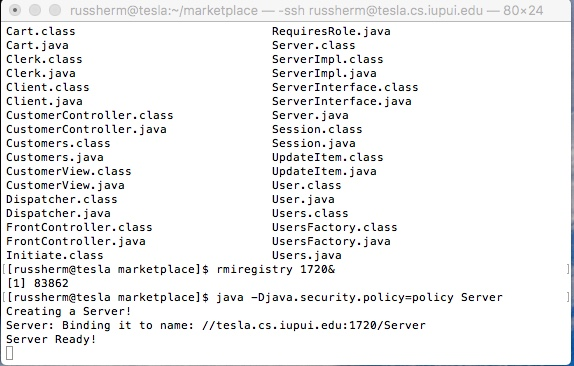 russherm@tesla:~/marketplace — -ssh russherm@tesla.cs.iupui.edu — 80×24
Cart.class RequiresRole.java
Cart.java Server.class
Clerk.class ServerImpl.class
Clerk.java ServerImpl.java
Client.class ServerInterface.class
Client.java ServerInterface.java
CustomerController.class Server.java
CustomerController.java Session.class
Customers.class Session.java
Customers.java UpdateItem.class
CustomerView.class UpdateItem.java
CustomerView.java User.class
Dispatcher.class User.java
Dispatcher.java Users.class
FrontController.class UsersFactory.class
FrontController.java UsersFactory.java
Initiate.class Users.java
[[russherm@tesla marketplace]$ rmiregistry 1720& ]
[1] 83862
[[russherm@tesla marketplace]$ java -Djava.security.policy=policy Server ]
Creating a Server!
Server: Binding it to name: //tesla.cs.iupui.edu:1720/Server
Server Ready!